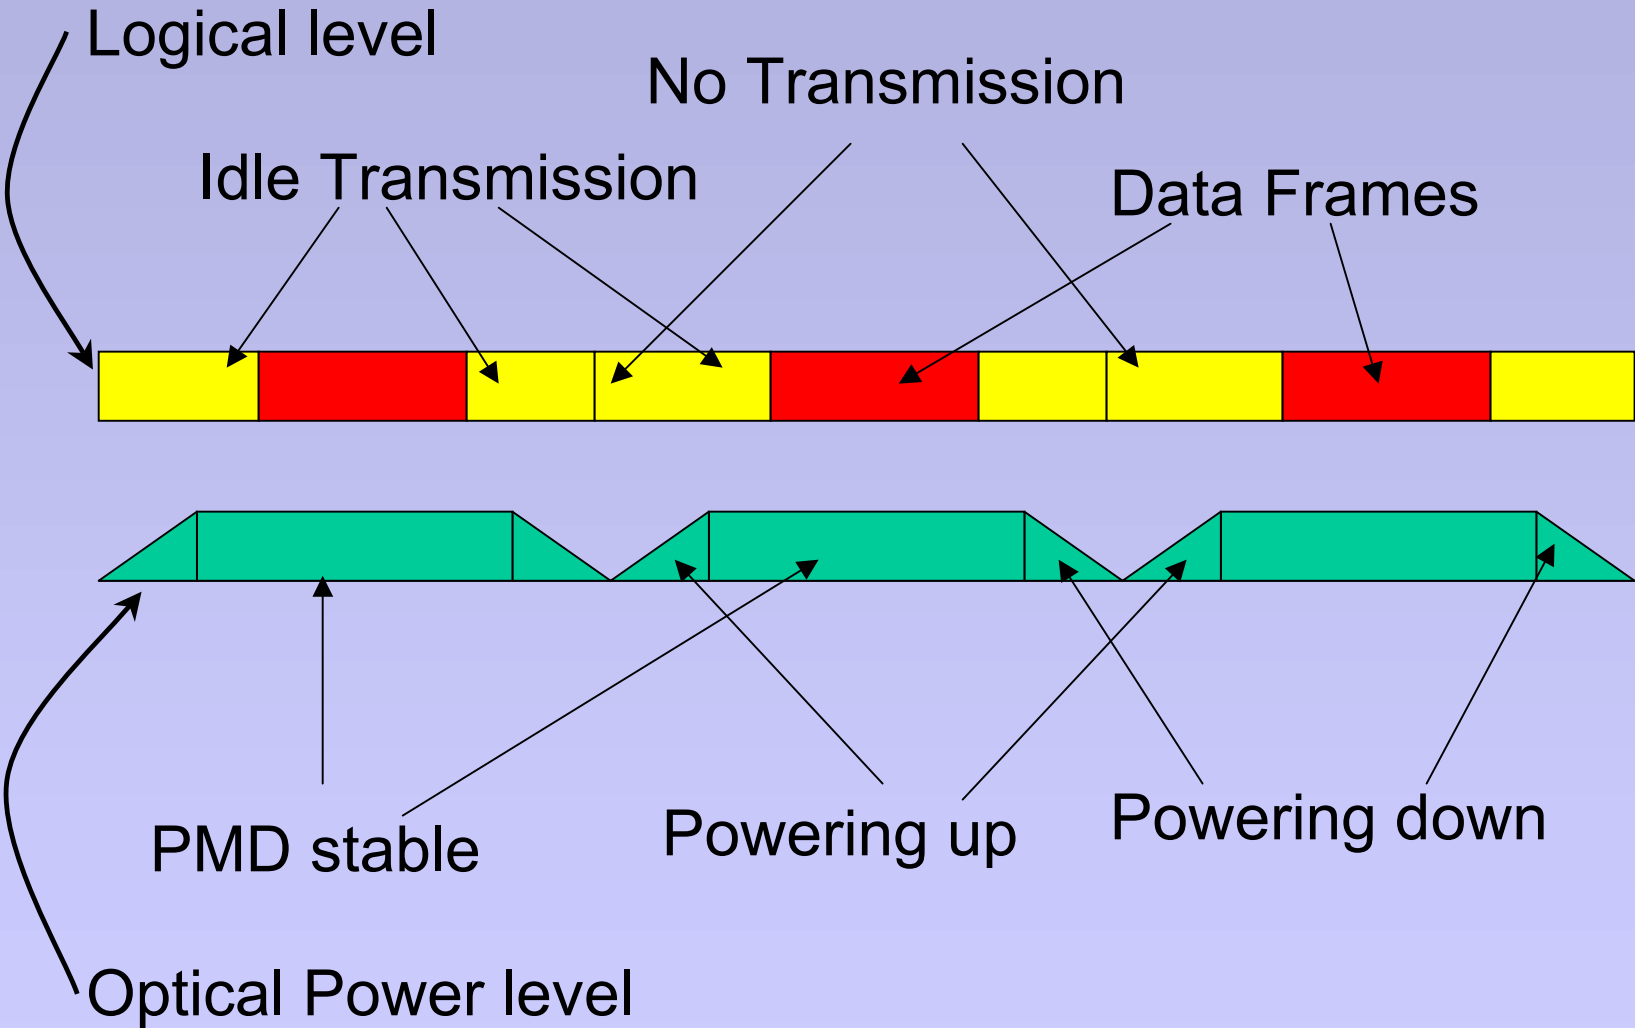 Logical level
No Transmission
Idle Transmission
Data Frames
PMD stable
Powering up
Powering down
Optical Power level